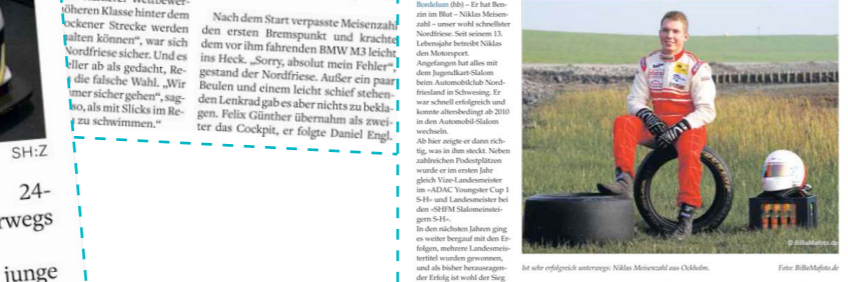 höheren Klasse hinter dem
ockener Strecke werden
alten können“, war sich
Nordfriese sicher. Und es
eller ab als gedacht, Re-
die falsche Wahl. „Wir
mer sicher gehen“, sag-
so, als mit Slicks im Re-
zu schwimmen.“
Nach dem Start verpasste Meisenzahl
den ersten Bremspunkt und krachte
dem vor ihm fahrenden BMW M3 leicht
ins Heck. „Sorry, absolut mein Fehler“,
gestand der Nordfriese. Außer ein paar
Beulen und einem leicht schief stehen-
den Lenkrad gab es aber nichts zu bekla-
gen. Felix Günther übernahm als zwei-
ter das Cockpit, er folgte Daniel Engl.
SH:Z
24-
rwegs
junge
Bordelum (hb) – Er hat Ben-
zin im Blut – Niklas Meisen-
zahl – unser wohl schnellster
Nordfriese. Seit seinem 13.
Lebensjahr betreibt Niklas
den Motorsport.
Angefangen hat alles mit
dem Jugendkart-Slalom
beim Automobilclub Nord-
friesland in Schwesing. Er
war schnell erfolgreich und
konnte altersbedingt ab 2010
in den Automobil-Slalom
wechseln.
Ab hier zeigte er dann rich-
tig, was in ihm steckt. Neben
zahlreichen Podestplätzen
wurde er im ersten Jahr
gleich Vize-Landesmeister
im «ADAC Youngster Cup 1
S-H« und Landesmeister bei
den «SHFM Slalomeinstei-
gern S-H«.
In den nächsten Jahren ging
es weiter bergauf mit den Er-
folgen, mehrere Landesmeis-
tertitel wurden gewonnen,
und als bisher herausragen-
der Erfolg ist wohl der Sieg
© BiBaMafoto.de
Ist sehr erfolgreich unterwegs: Niklas Meisenzahl aus Ockholm.
Foto: BiBaMafoto.de